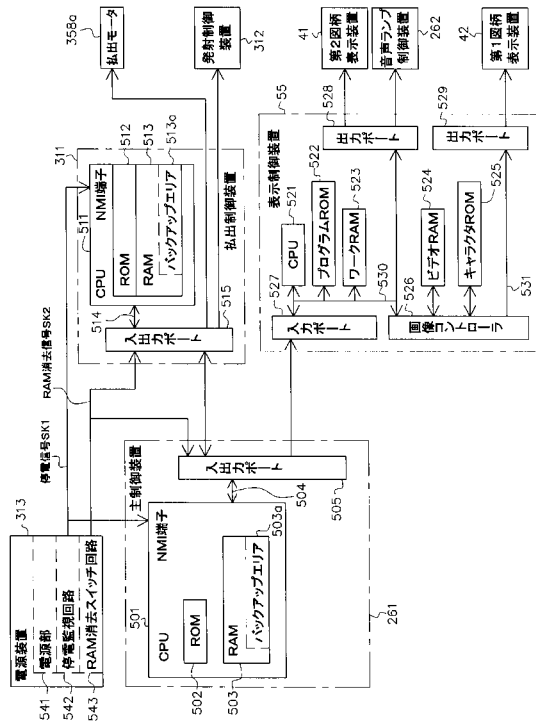 電源装置
313
電源部
停電監視回路
RAM消去スイッチ回路
541
542
543
停電信号SK1
RAM消去信号SK2
主制御装置
501
CPU
NMI端子
ROM
502
RAM
503
バックアップエリア
503a
504
入出力ポート
505
261
311
511
CPU
NMI端子
ROM
512
RAM
513
バックアップエリア
513a
514
入出力ポート
515
払出制御装置
358a
払出モータ
発射制御装置
312
表示制御装置
55
527
入力ポート
CPU
521
プログラムROM
522
ワークRAM
523
530
526
画像コントローラ
ビデオRAM
524
キャラクタROM
525
531
528
出力ポート
529
出力ポート
41
第2図柄表示装置
音声ランプ制御装置
262
第1図柄表示装置
42